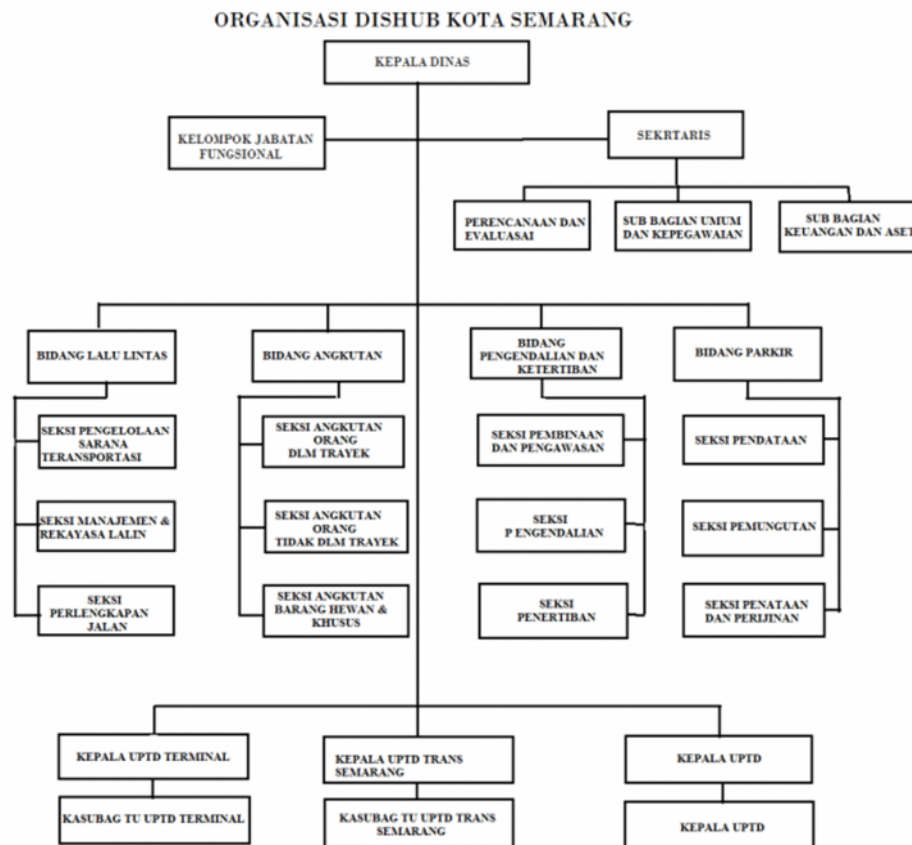 ORGANISASI DISHUB KOTA SEMARANG
KEPALA DINAS
KELOMPOK JABATAN
FUNGSIONAL
SEKRTARIS
PERENCANAAN DAN
EVALUASAI
SUB BAGIAN UMUM
DAN KEPEGAWAIAN
SUB BAGIAN
KEUANGAN DAN ASET
BIDANG LALU LINTAS
BIDANG ANGKUTAN
BIDANG
PENGENDALIAN DAN
KETERTIBAN
BIDANG PARKIR
SEKSI PENGELOLAAN
SARANA
TERANSPORTASI
SEKSI ANGKUTAN
ORANG
DLM TRAYEK
SEKSI PEMBINAAN
DAN PENGAWASAN
SEKSI PENDATAAN
SEKSI MANAJEMEN &
REKAYASA LALIN
SEKSI ANGKUTAN
ORANG
TIDAK DLM TRAYEK
SEKSI
P ENGENDALIAN
SEKSI PEMUNGUTAN
SEKSI
PERLENGKAPAN
JALAN
SEKSI ANGKUTAN
BARANG HEWAN &
KHUSUS
SEKSI
PENERTIBAN
SEKSI PENATAAN
DAN PERIJINAN
KEPALA UPTD TERMINAL
KEPALA UPTD TRANS
SEMARANG
KEPALA UPTD
KASUBAG TU UPTD TERMINAL
KASUBAG TU UPTD TRANS
SEMARANG
KEPALA UPTD